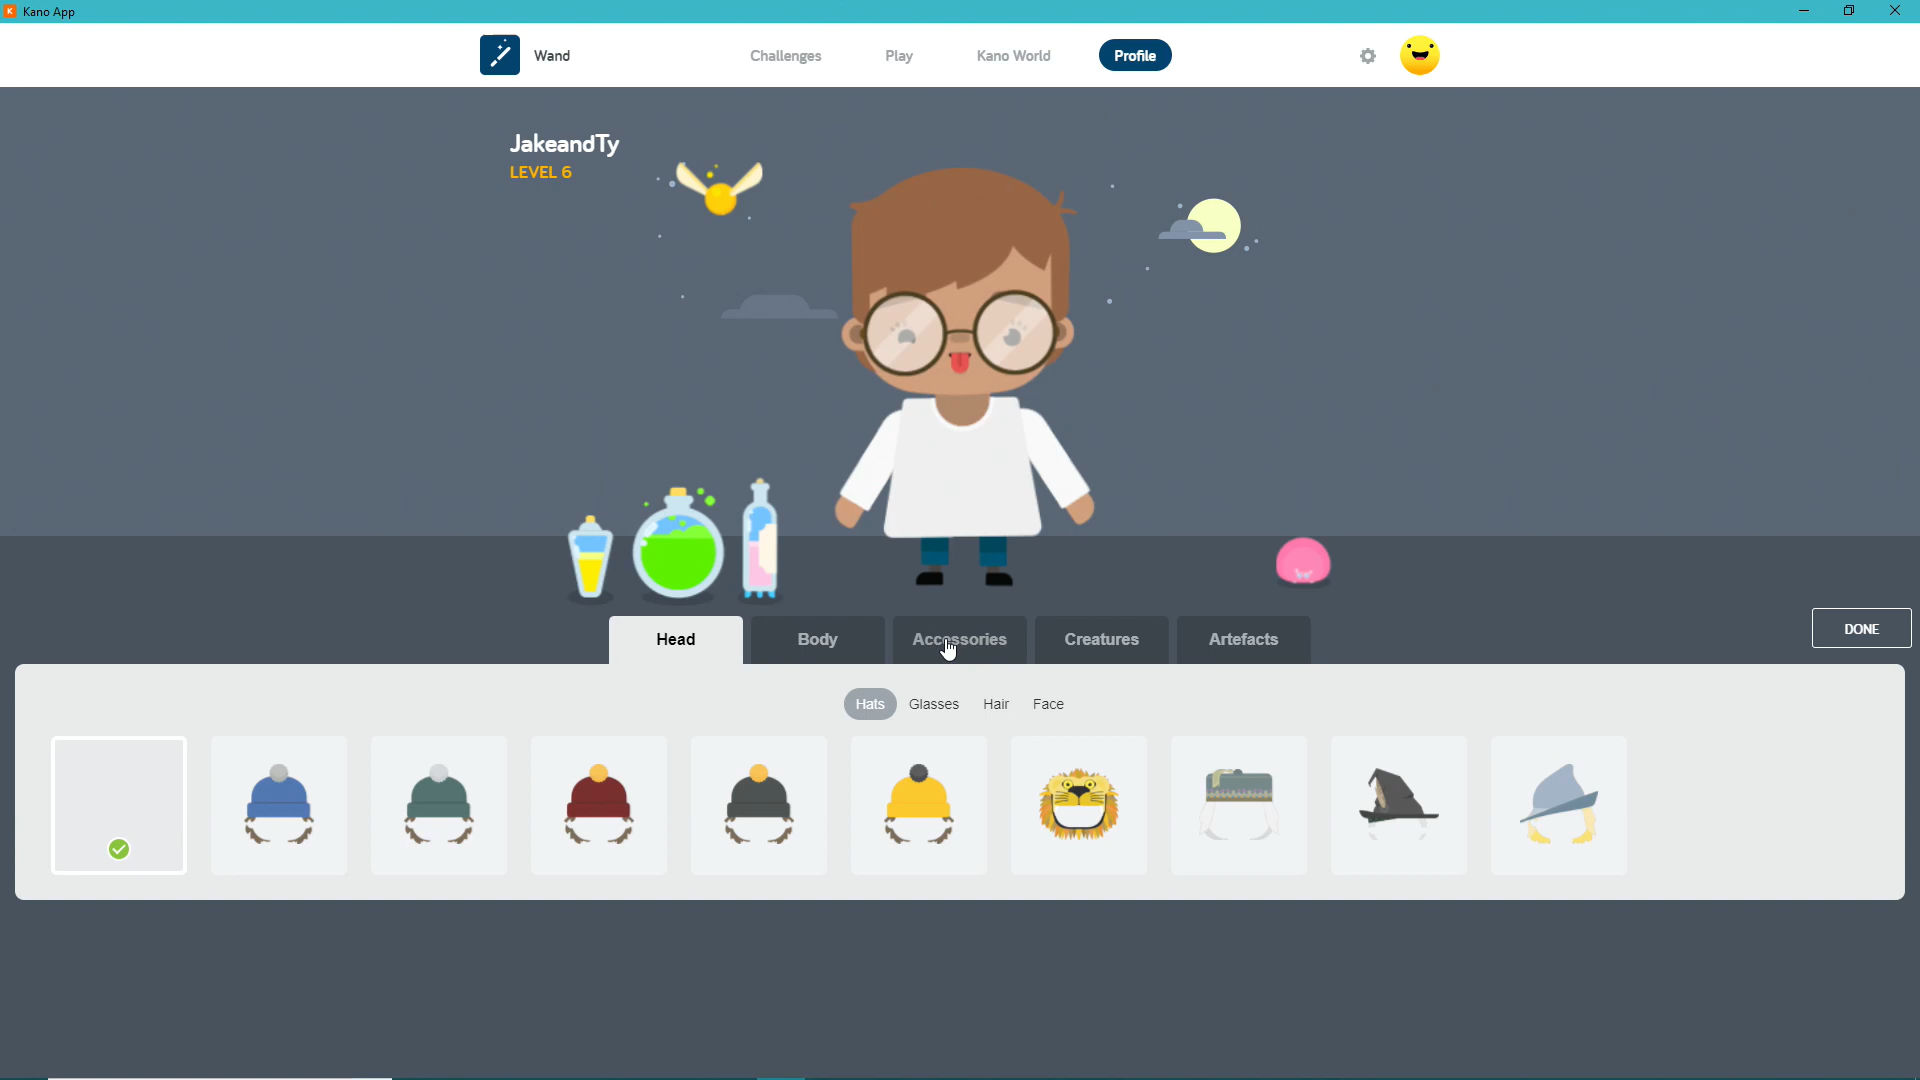 Kano App
Wand
Challenges
Play
Kano World
Profile
JakeandTy
LEVEL 6
Head
Body
Accessories
Creatures
Artefacts
DONE
Hats
Glasses
Hair
Face